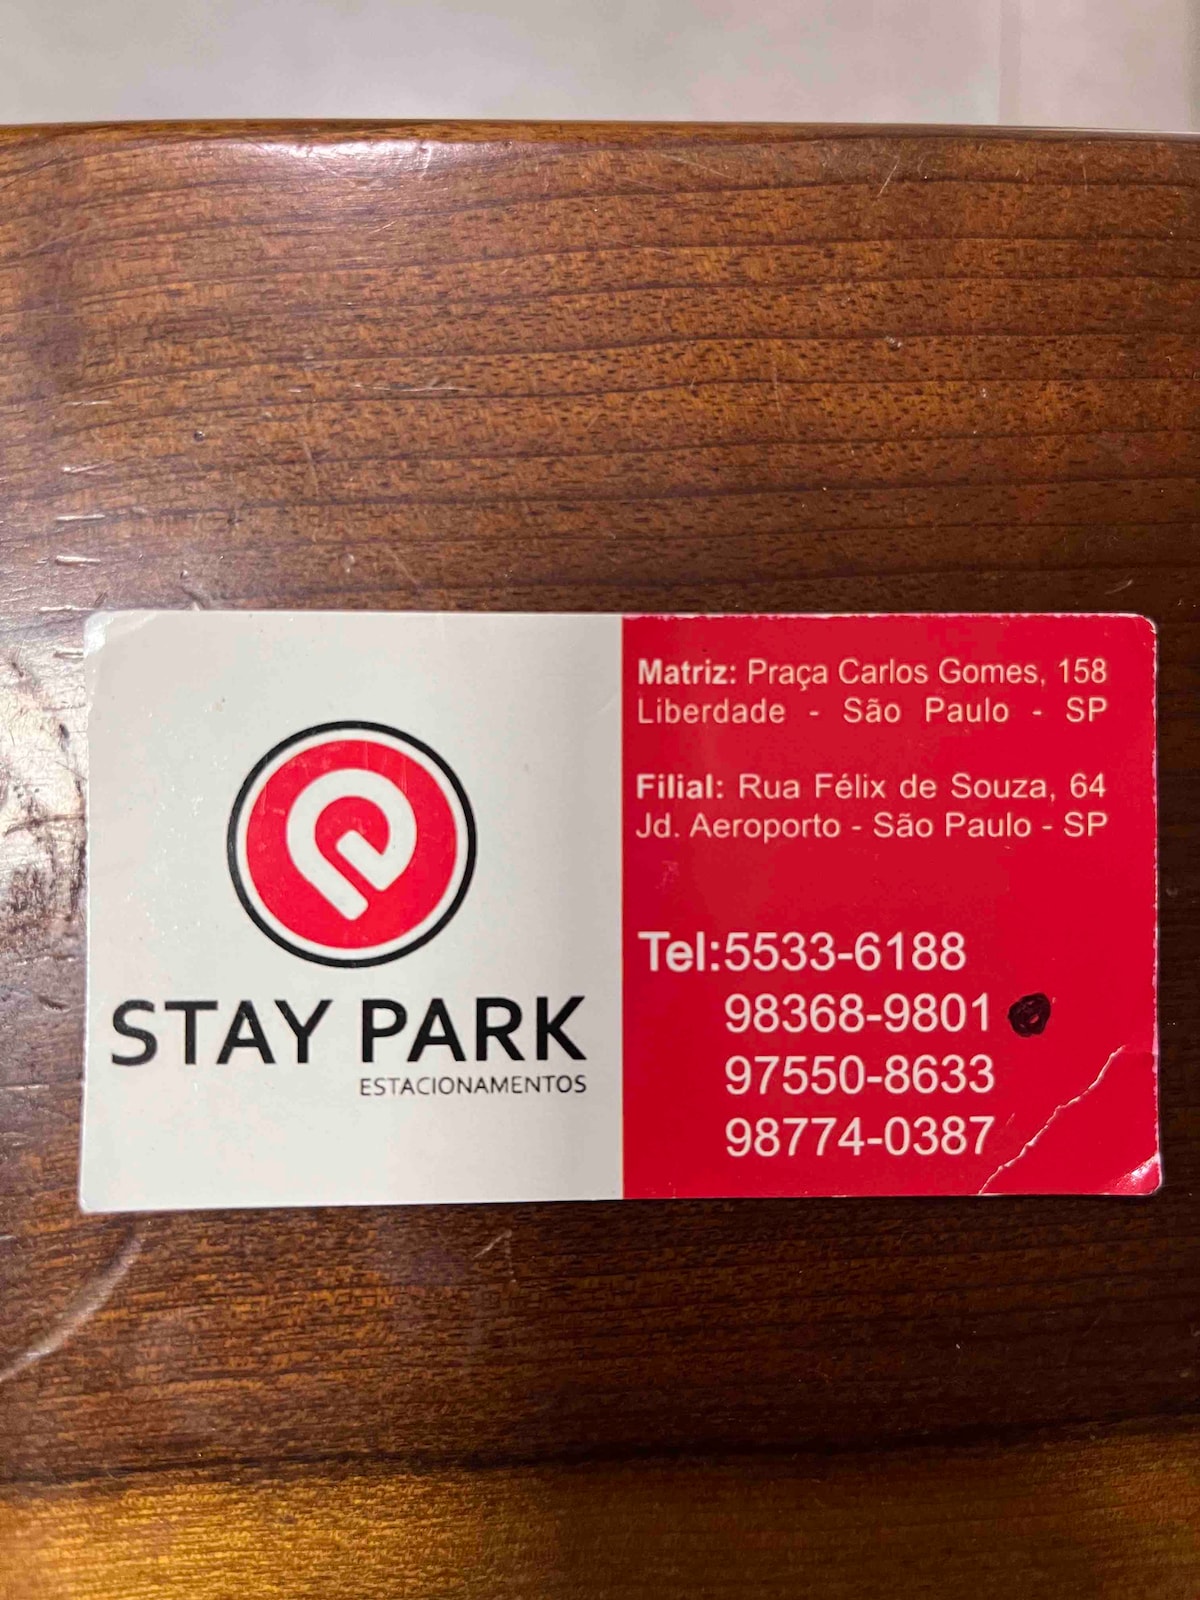 STAY PARK
ESTACIONAMENTOS
Matriz: Praça Carlos Gomes, 158
Liberdade - São Paulo - SP
Filial: Rua Félix de Souza, 64
Jd. Aeroporto - São Paulo - SP
Tel:5533-6188
98368-9801
97550-8633
98774-0387